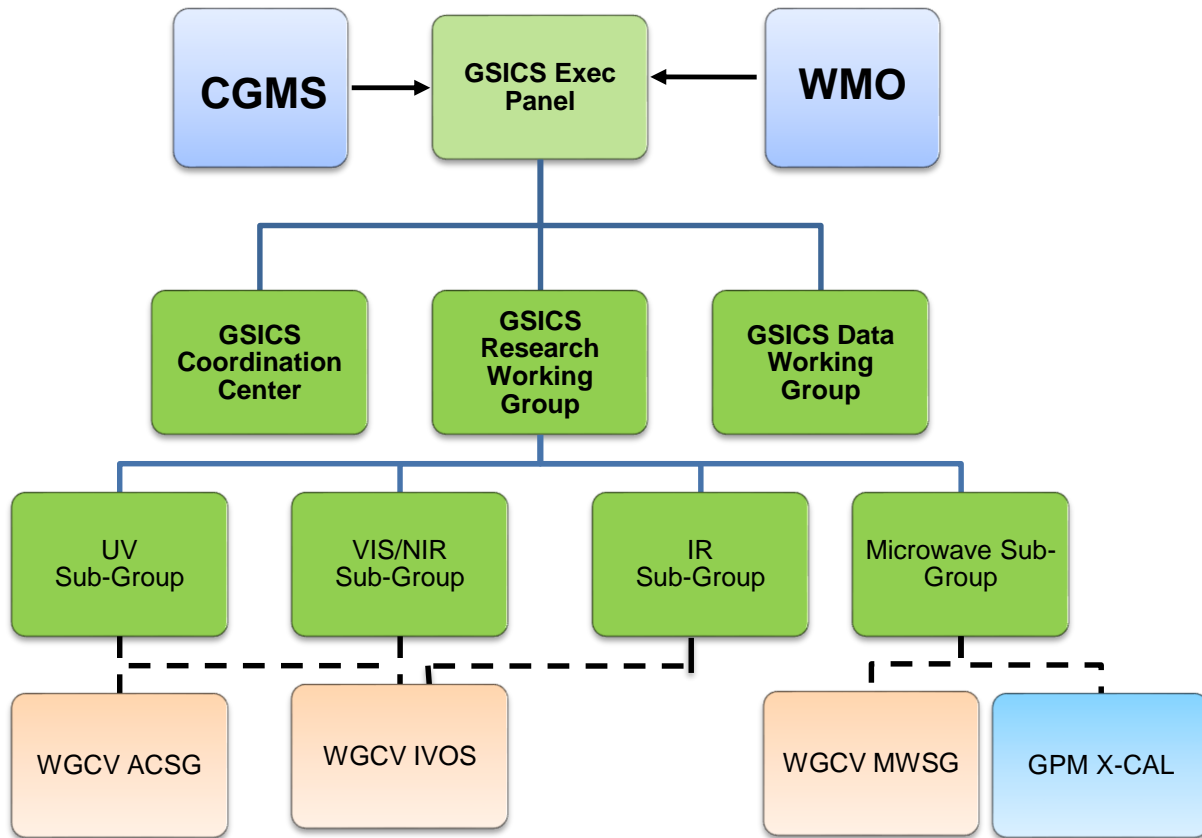 CGMS
GSICS Exec
Panel
WMO
GSICS
Coordination
Center
GSICS
Research
Working
Group
GSICS Data
Working
Group
UV
Sub-Group
VIS/NIR
Sub-Group
IR
Sub-Group
Microwave Sub-
Group
WGCV ACSG
WGCV IVOS
WGCV MWSG
GPM X-CAL